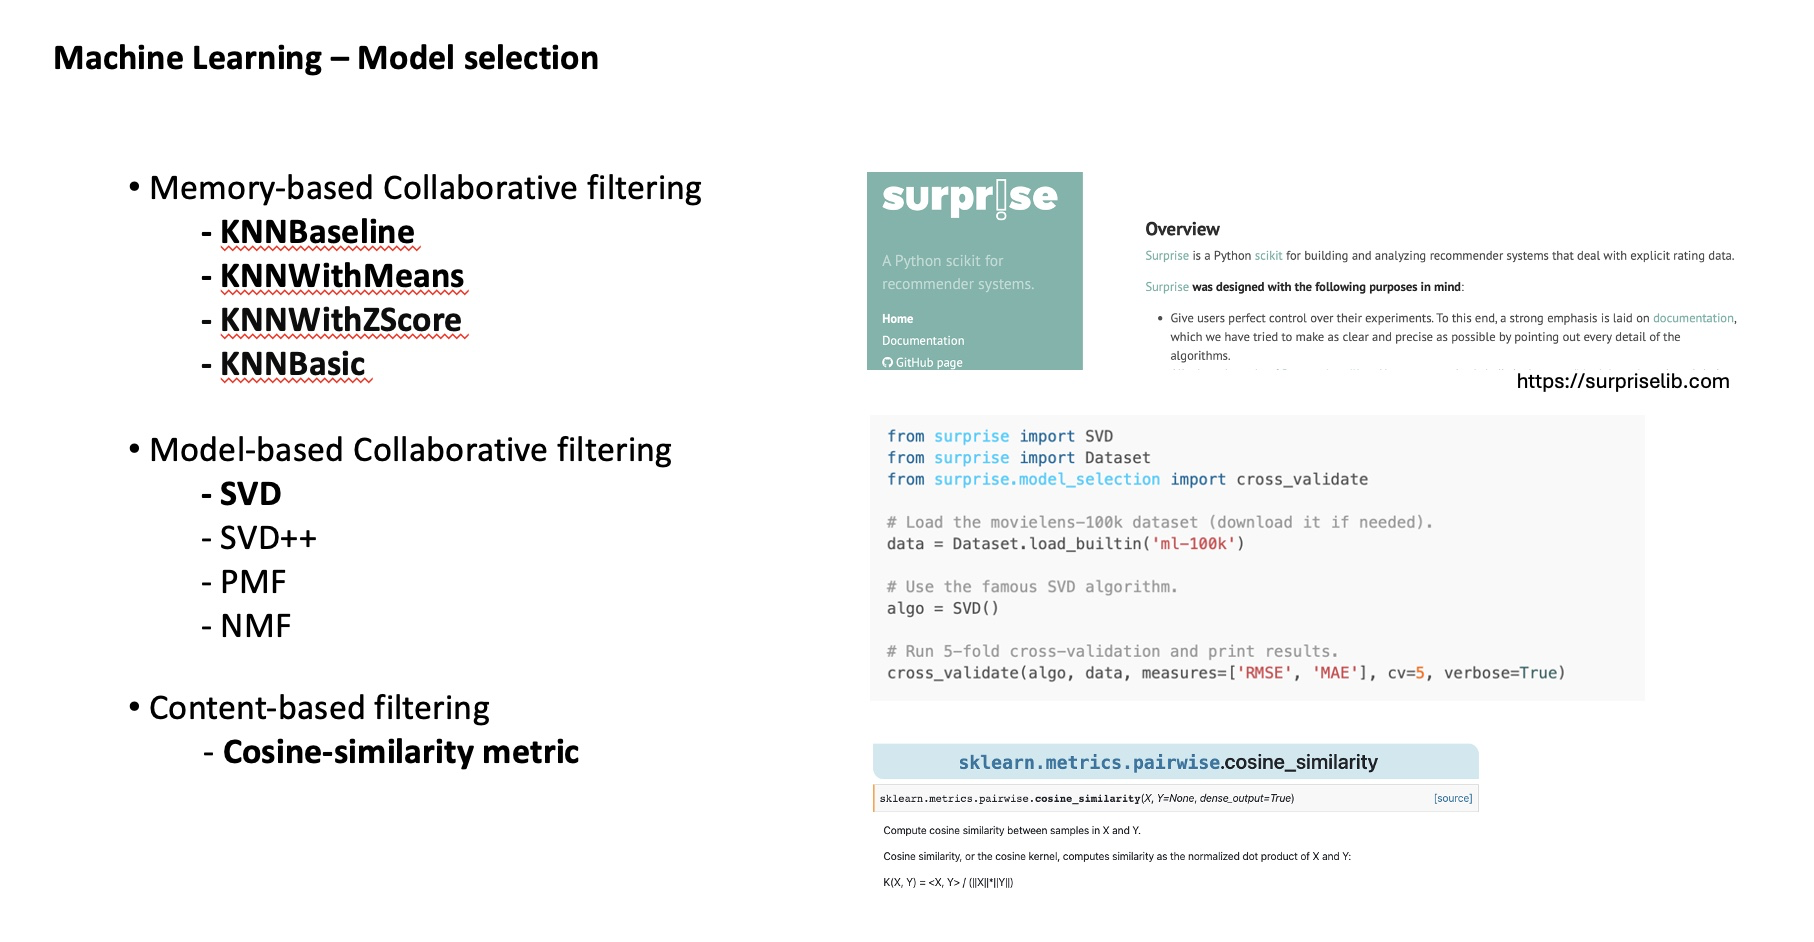 Machine Learning – Model selection
• Memory-based Collaborative filtering
- KNNBaseline
- KNNWithMeans
- KNNWithZScore
- KNNBasic
• Model-based Collaborative filtering
- SVD
- SVD++
- PMF
- NMF
• Content-based filtering
- Cosine-similarity metric
surpr!se
A Python scikit for
recommender systems.
Home
Documentation
GitHub page
Overview
Surprise is a Python scikit for building and analyzing recommender systems that deal with explicit rating data.
Surprise was designed with the following purposes in mind:
• Give users perfect control over their experiments. To this end, a strong emphasis is laid on documentation,
which we have tried to make as clear and precise as possible by pointing out every detail of the
algorithms.
https://surpriselib.com
from surprise import SVD
from surprise import Dataset
from surprise.model_selection import cross_validate
# Load the movielens-100k dataset (download it if needed).
data = Dataset.load_builtin('ml-100k')
# Use the famous SVD algorithm.
algo = SVD()
# Run 5-fold cross-validation and print results.
cross_validate(algo, data, measures=['RMSE', 'MAE'], cv=5, verbose=True)
sklearn.metrics.pairwise.cosine_similarity
sklearn.metrics.pairwise.cosine_similarity(X, Y=None, dense_output=True) [source]
Compute cosine similarity between samples in X and Y.
Cosine similarity, or the cosine kernel, computes similarity as the normalized dot product of X and Y:
K(X, Y) = <X, Y> / (||X||*||Y||)